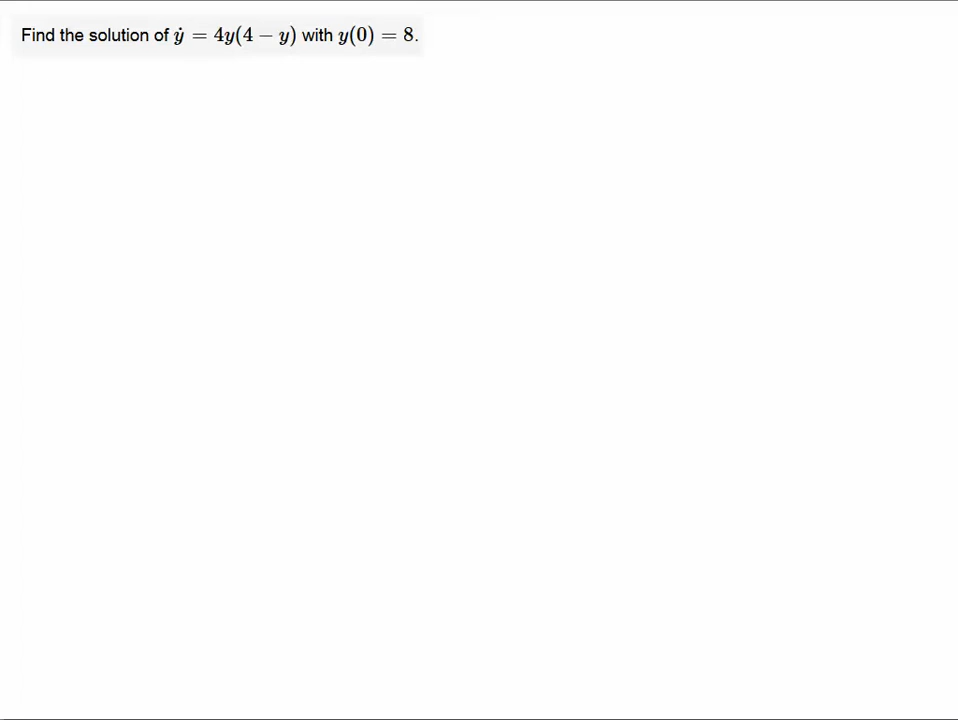 Find the solution of ẏ = 4y(4 − y) with y(0) = 8.